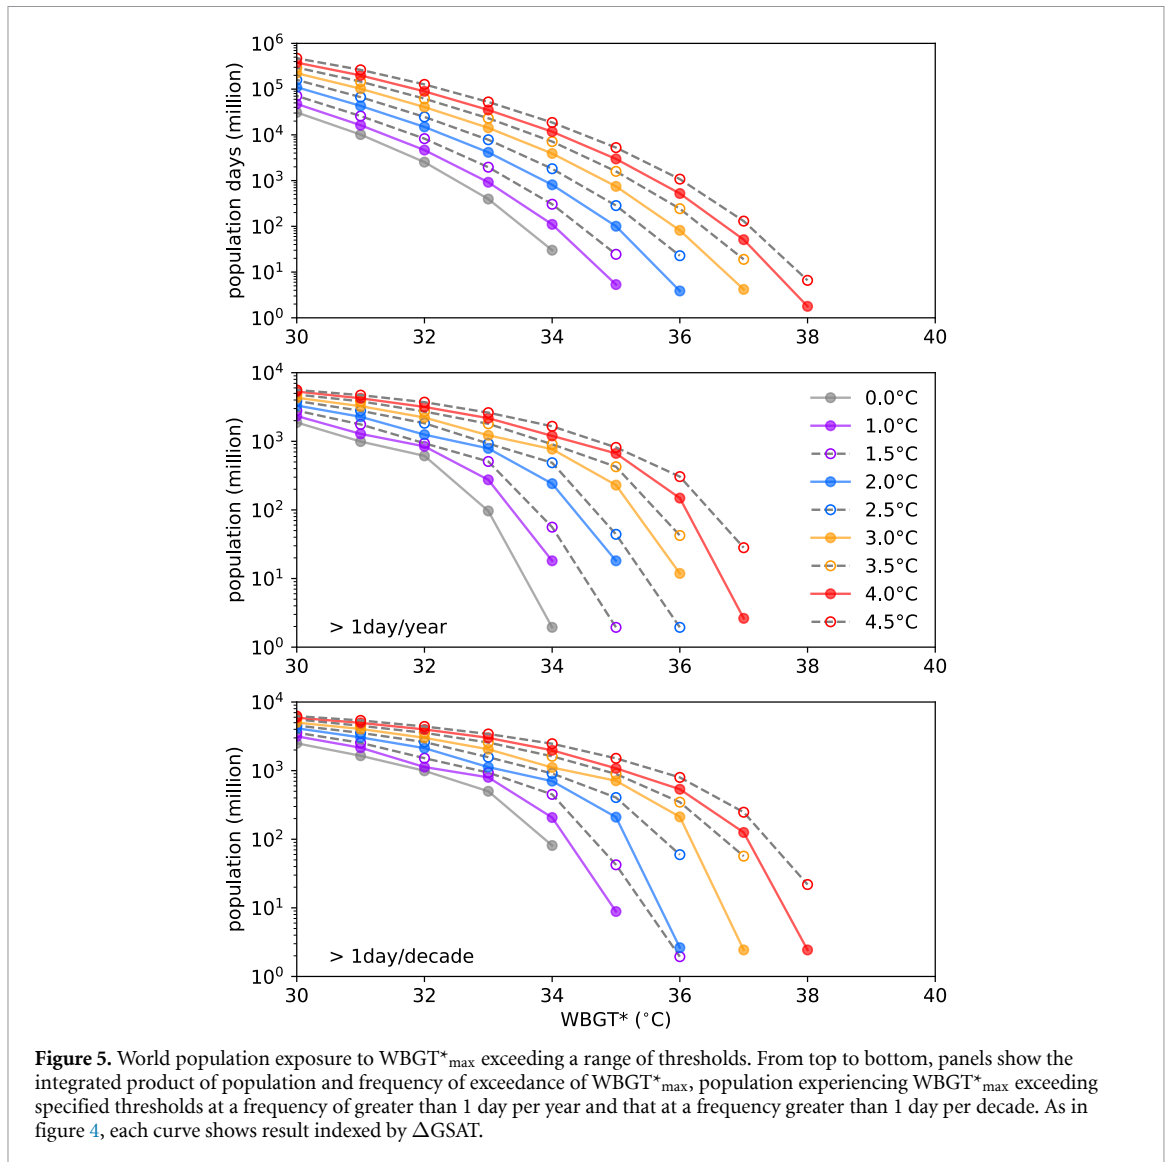 10^6
10^5
10^4
10^3
10^2
10^1
10^0
population days (million)
30 32 34 36 38 40
10^4
10^3
10^2
10^1
10^0
population (million)
> 1day/year
0.0°C
1.0°C
1.5°C
2.0°C
2.5°C
3.0°C
3.5°C
4.0°C
4.5°C
30 32 34 36 38 40
10^4
10^3
10^2
10^1
10^0
population (million)
> 1day/decade
30 32 34 36 38 40
WBGT* (°C)
Figure 5. World population exposure to WBGT*max exceeding a range of thresholds. From top to bottom, panels show the
integrated product of population and frequency of exceedance of WBGT*max, population experiencing WBGT*max exceeding
specified thresholds at a frequency of greater than 1 day per year and that at a frequency greater than 1 day per decade. As in
figure 4, each curve shows result indexed by ΔGSAT.